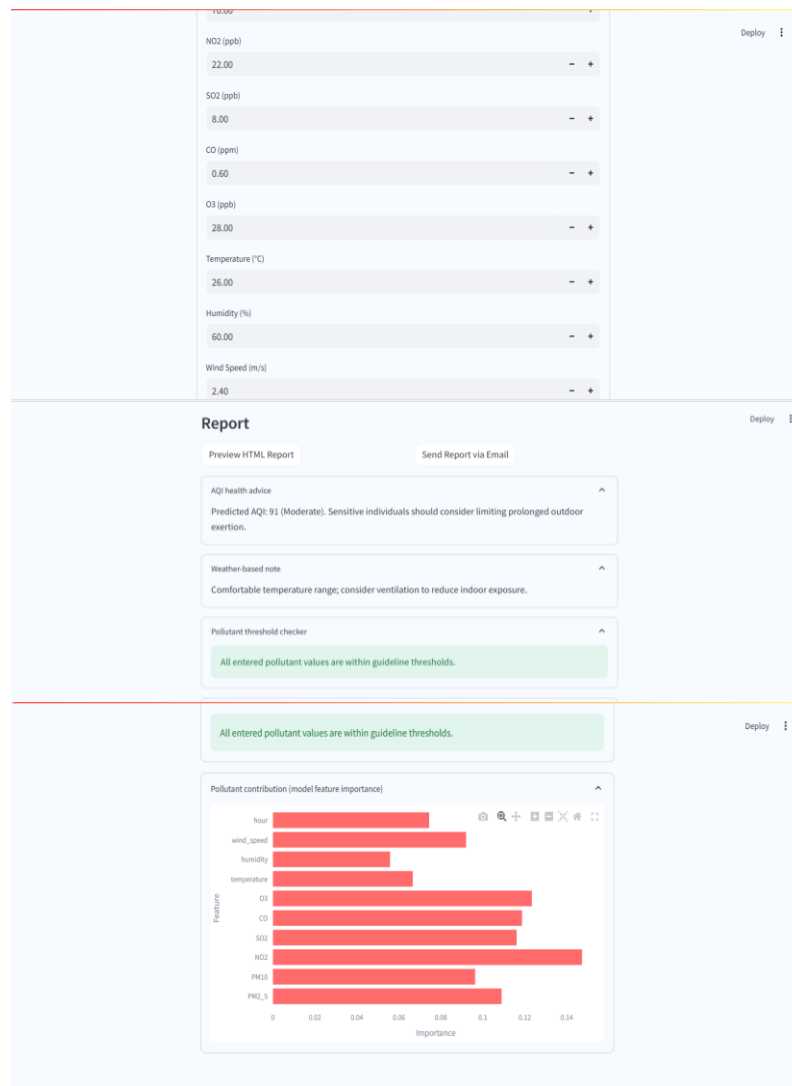 Deploy
NO2 (ppb)
22.00
SO2 (ppb)
8.00
CO (ppm)
0.60
O3 (ppb)
28.00
Temperature (°C)
26.00
Humidity (%)
60.00
Wind Speed (m/s)
2.40
Report
Deploy
Preview HTML Report
Send Report via Email
AQI health advice
Predicted AQI: 91 (Moderate). Sensitive individuals should consider limiting prolonged outdoor
exertion.
Weather-based note
Comfortable temperature range; consider ventilation to reduce indoor exposure.
Pollutant threshold checker
All entered pollutant values are within guideline thresholds.
All entered pollutant values are within guideline thresholds.
Deploy
Pollutant contribution (model feature importance)
hour
wind_speed
humidity
temperature
O3
CO
SO2
NO2
PM10
PM2_5
Feature
0 0.02 0.04 0.06 0.08 0.1 0.12 0.14
Importance